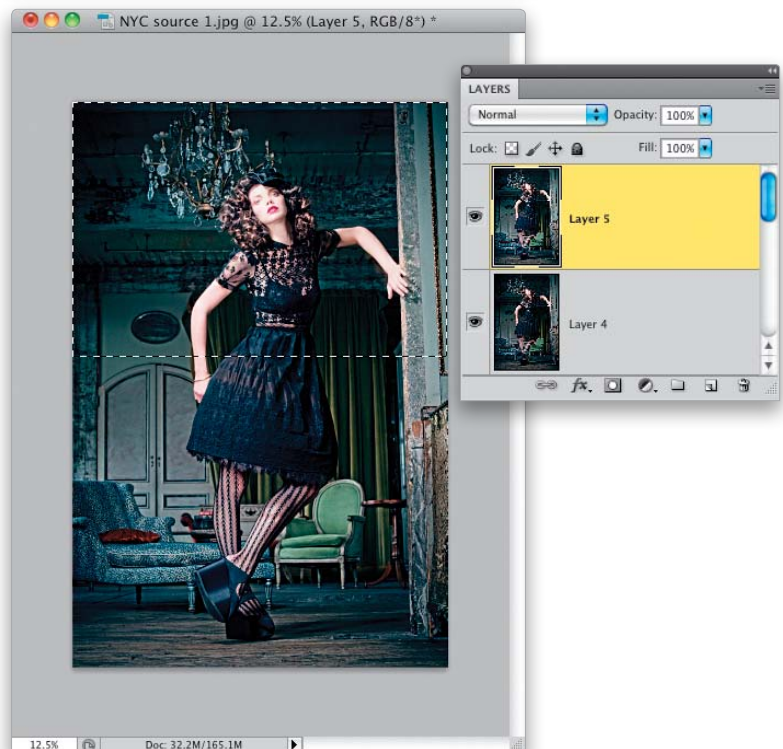 NYC source 1.jpg @ 12.5% (Layer 5, RGB/8*) *
LAYERS
Normal Opacity: 100%
Lock: Fill: 100%
Layer 5
Layer 4
fx.
12.5% Doc: 32.2M/165.1M